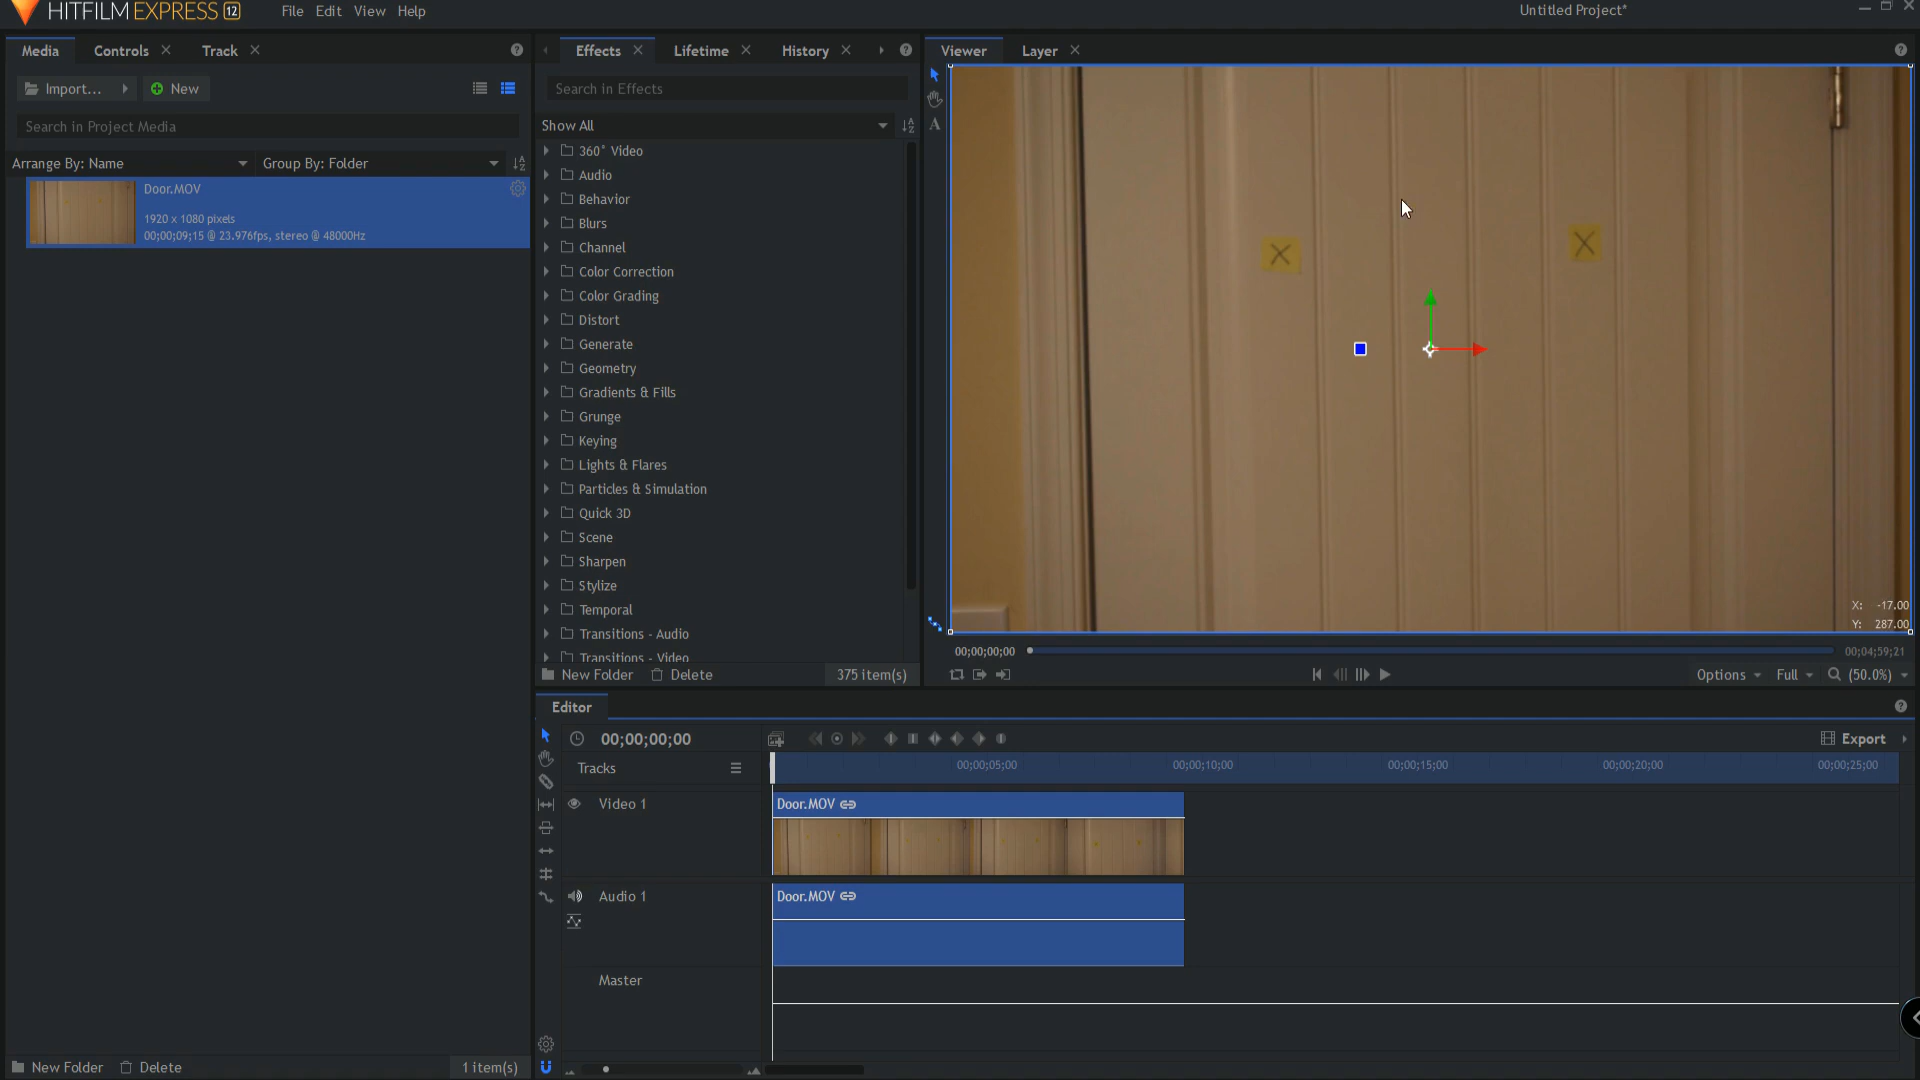 HITFILM EXPRESS 12
File Edit View Help
Untitled Project*
Media Controls Track
Effects Lifetime History
Viewer Layer
Import... New
Search in Effects
Search in Project Media
Show All
Arrange By: Name Group By: Folder
Door.MOV
1920 x 1080 pixels
00;00;09;15 @ 23.976fps, stereo @ 48000Hz
360° Video
Audio
Behavior
Blurs
Channel
Color Correction
Color Grading
Distort
Generate
Geometry
Gradients & Fills
Grunge
Keying
Lights & Flares
Particles & Simulation
Quick 3D
Scene
Sharpen
Stylize
Temporal
Transitions - Audio
Transitions - Video
New Folder Delete 375 item(s)
A
X X
X: -17.00
Y: 287.00
00;00;00;00 00;04;59;21
Options Full (50.0%)
Editor
00;00;00;00 Export
Tracks 00;00;05;00 00;00;10;00 00;00;15;00 00;00;20;00 00;00;25;00
Video 1 Door.MOV
Audio 1 Door.MOV
Master
New Folder Delete 1 item(s)